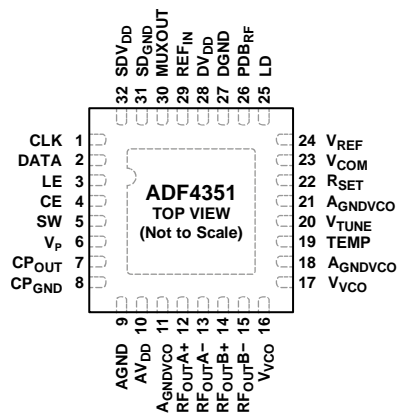 32 SDVDD
31 SDGND
30 MUXOUT
29 REFIN
28 DVDD
27 DGND
26 PDBRF
25 LD
CLK 1
DATA 2
LE 3
CE 4
SW 5
VP 6
CPOUT 7
CPGND 8
ADF4351
TOP VIEW
(Not to Scale)
24 VREF
23 VCOM
22 RSET
21 AGNDVCO
20 VTUNE
19 TEMP
18 AGNDVCO
17 VVCO
AGND 9
AVDD 10
AGNDVCO 11
RFOUTA+ 12
RFOUTA− 13
RFOUTB+ 14
RFOUTB− 15
VVCO 16